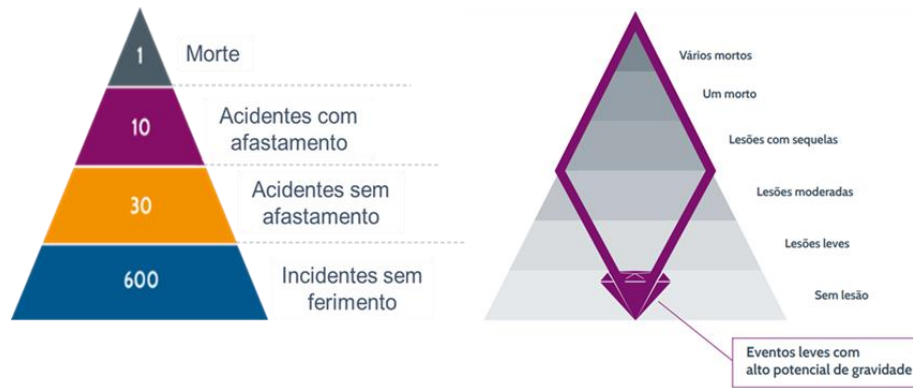 1
Morte
10
Acidentes com
afastamento
30
Acidentes sem
afastamento
600
Incidentes sem
ferimento
Vários mortos
Um morto
Lesões com sequelas
Lesões moderadas
Lesões leves
Sem lesão
Eventos leves com
alto potencial de gravidade